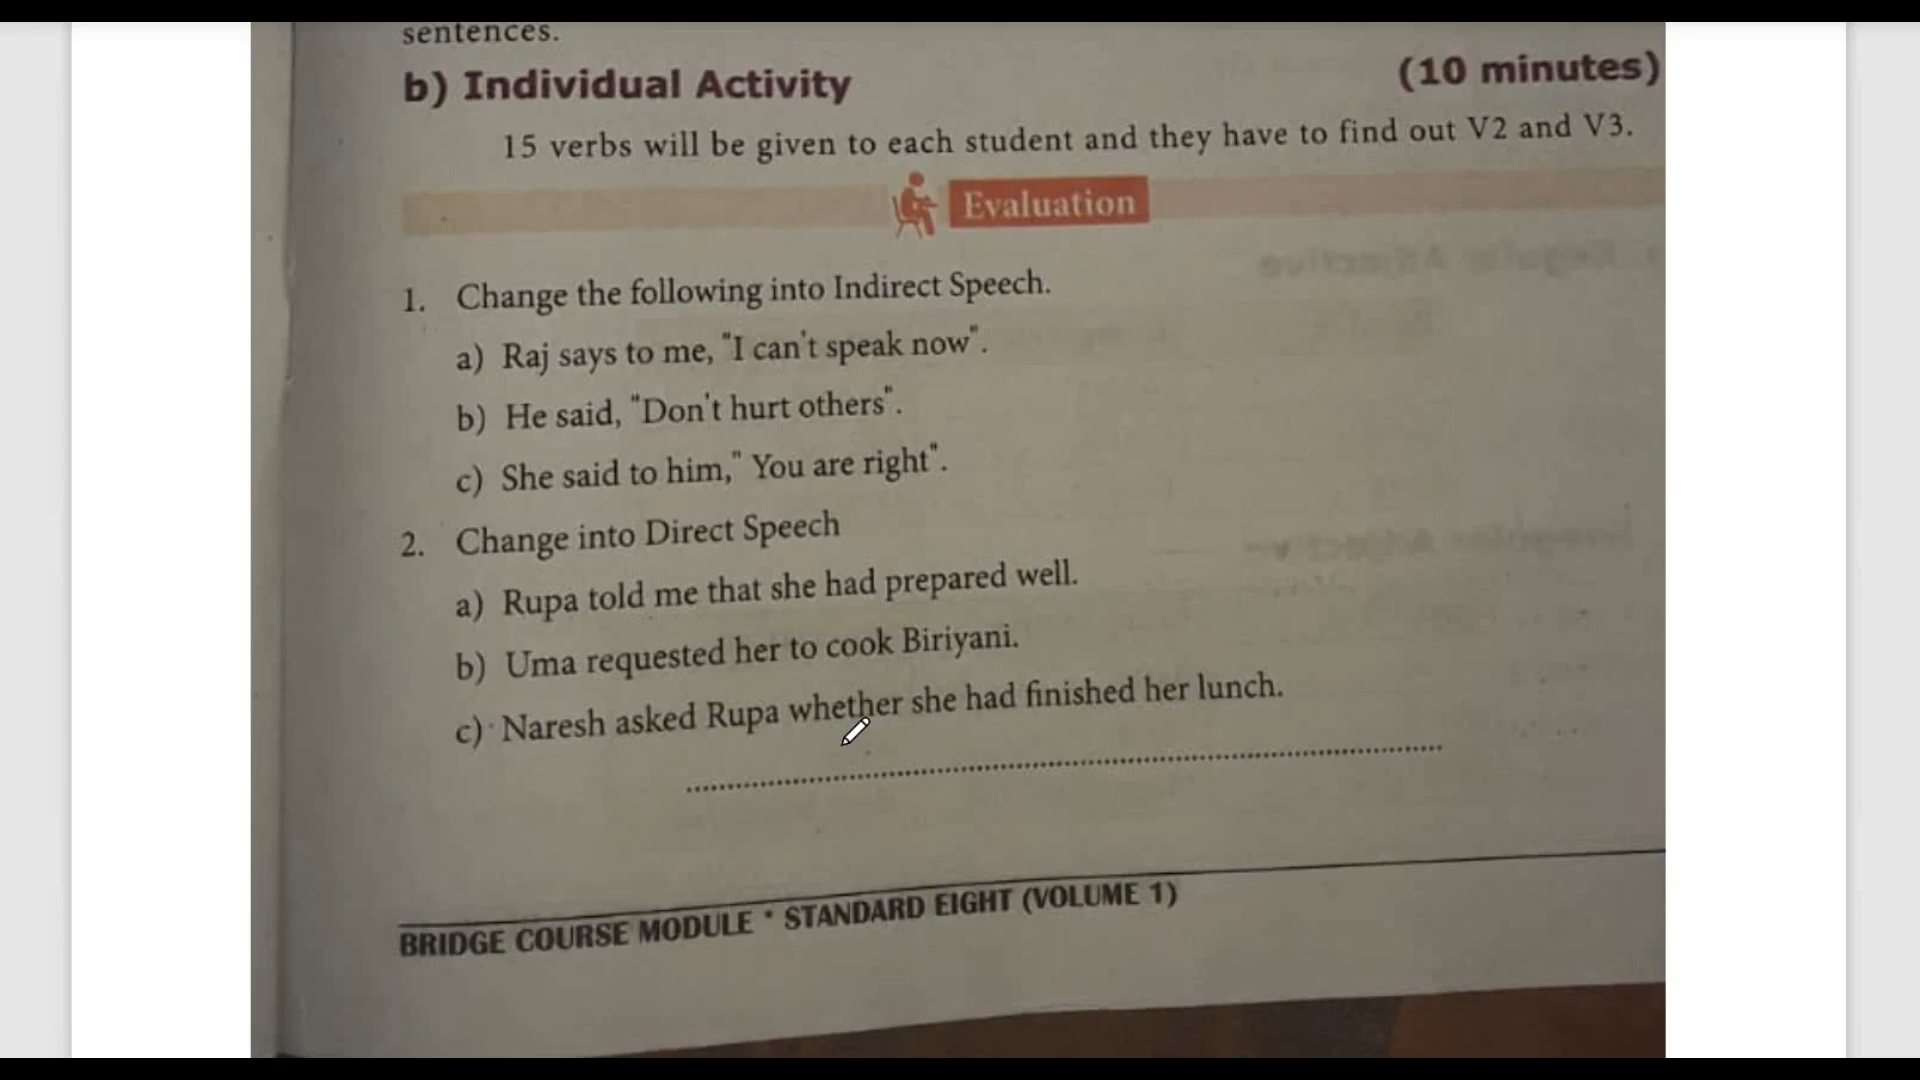 sentences.
b) Individual Activity (10 minutes)
15 verbs will be given to each student and they have to find out V2 and V3.
Evaluation
1. Change the following into Indirect Speech.
a) Raj says to me, "I can't speak now".
b) He said, "Don't hurt others".
c) She said to him," You are right".
2. Change into Direct Speech
a) Rupa told me that she had prepared well.
b) Uma requested her to cook Biriyani.
c) Naresh asked Rupa whether she had finished her lunch.
BRIDGE COURSE MODULE * STANDARD EIGHT (VOLUME 1)